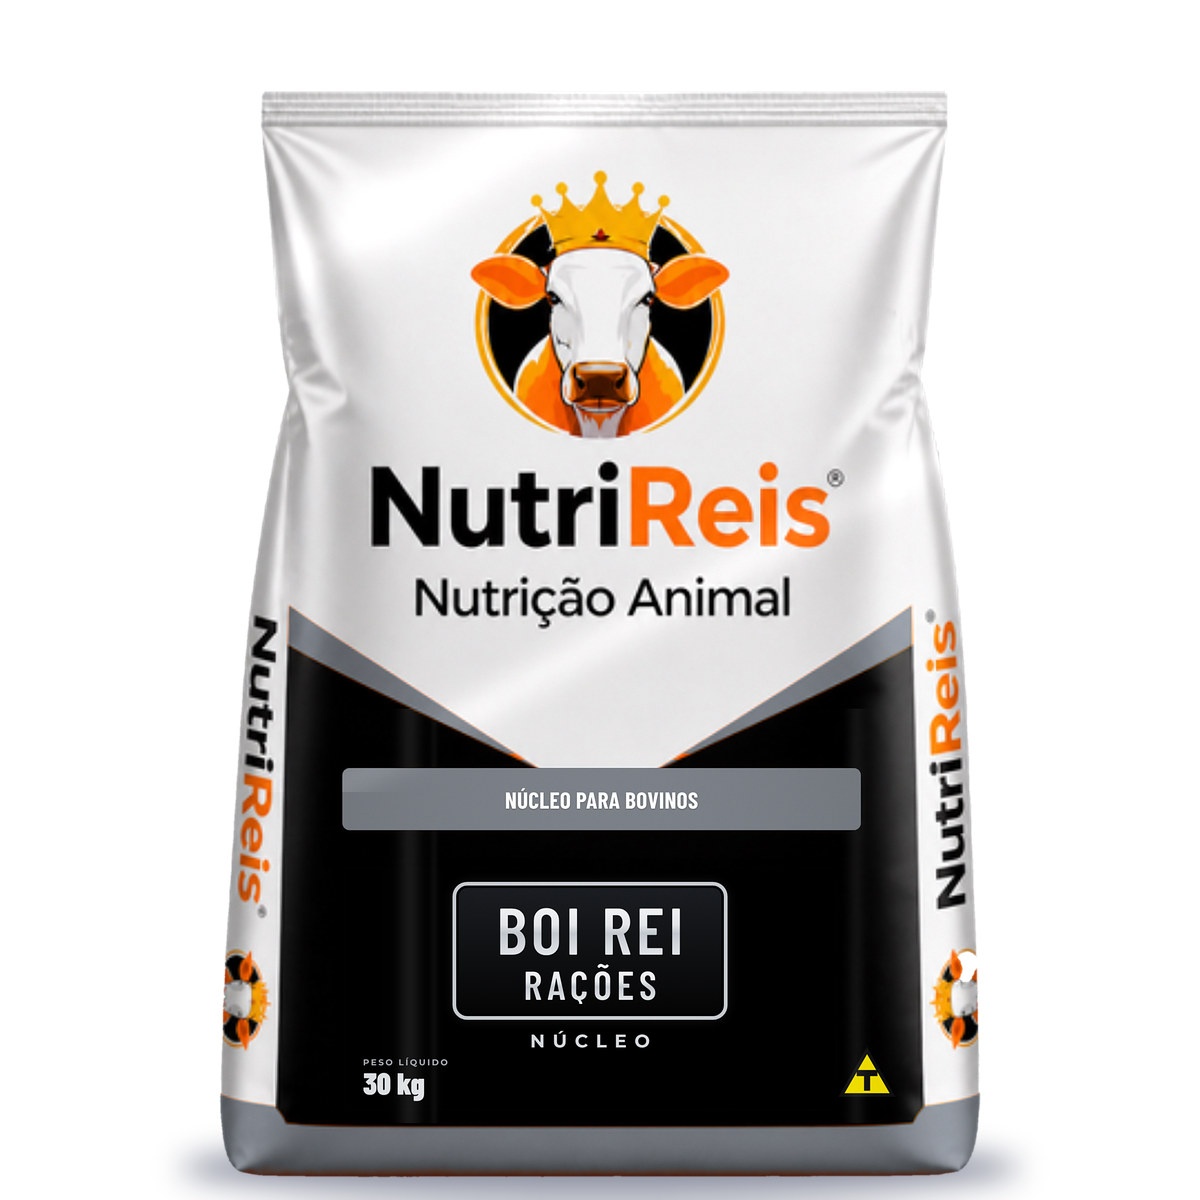 NutriReis®
Nutrição Animal
NutriReis®
NutriReis®
NÚCLEO PARA BOVINOS
BOI REI
RAÇÕES
NÚCLEO
PESO LÍQUIDO
30 kg
T